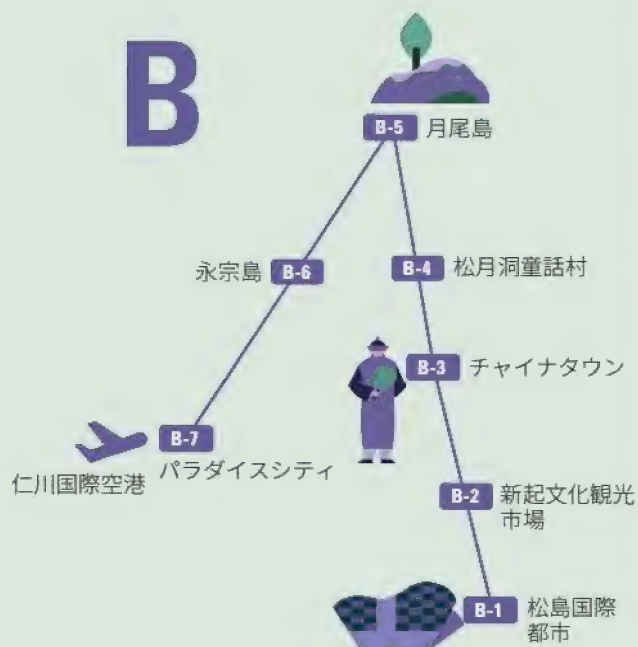 B
B-5 月尾島
永宗島 B-6
B-4 松月洞童話村
B-3 チャイナタウン
B-7
仁川国際空港
パラダイスシティ
B-2 新起文化観光
市場
B-1 松島国際
都市